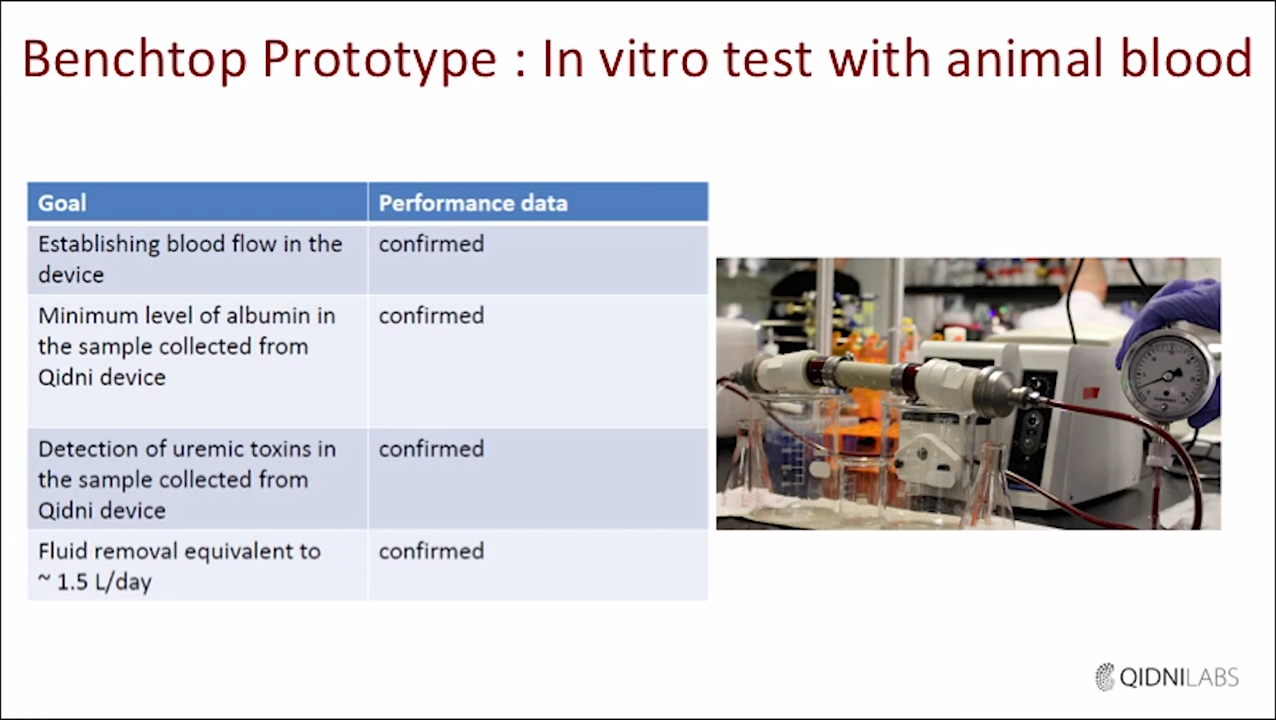 Benchtop Prototype : In vitro test with animal blood
Goal
Performance data
Establishing blood flow in the
device
confirmed
Minimum level of albumin in
the sample collected from
Qidni device
confirmed
Detection of uremic toxins in
the sample collected from
Qidni device
confirmed
Fluid removal equivalent to
~ 1.5 L/day
confirmed
QIDNILABS